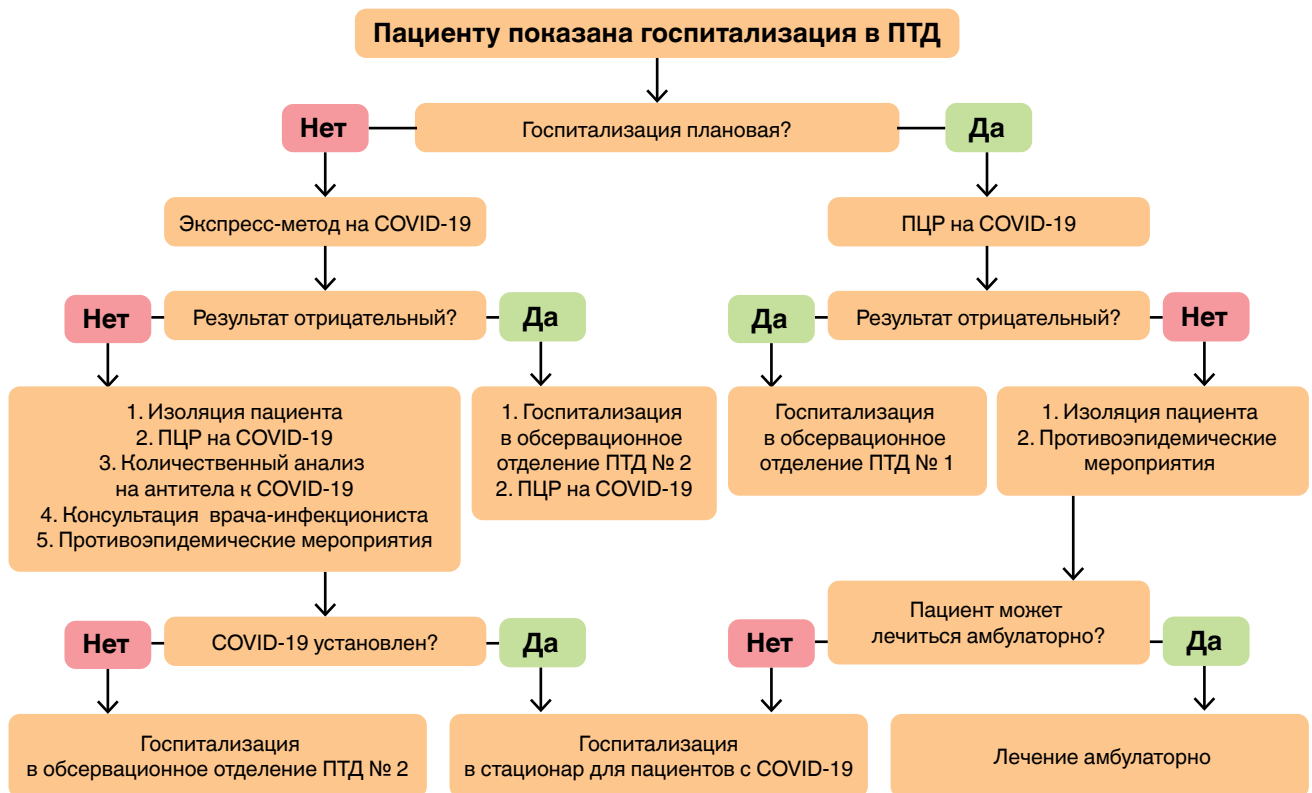 Пациенту показана госпитализация в ПТД
Нет
Госпитализация плановая?
Да
Экспресс-метод на COVID-19
ПЦР на COVID-19
Нет
Результат отрицательный?
Да
Да
Результат отрицательный?
Нет
1. Изоляция пациента
2. ПЦР на COVID-19
3. Количественный анализ
на антитела к COVID-19
4. Консультация врача-инфекциониста
5. Противоэпидемические мероприятия
1. Госпитализация
в обсервационное
отделение ПТД № 2
2. ПЦР на COVID-19
Госпитализация
в обсервационное
отделение ПТД № 1
1. Изоляция пациента
2. Противоэпидемические
мероприятия
Нет
COVID-19 установлен?
Да
Нет
Пациент может
лечиться амбулаторно?
Да
Госпитализация
в обсервационное отделение ПТД № 2
Госпитализация
в стационар для пациентов с COVID-19
Лечение амбулаторно